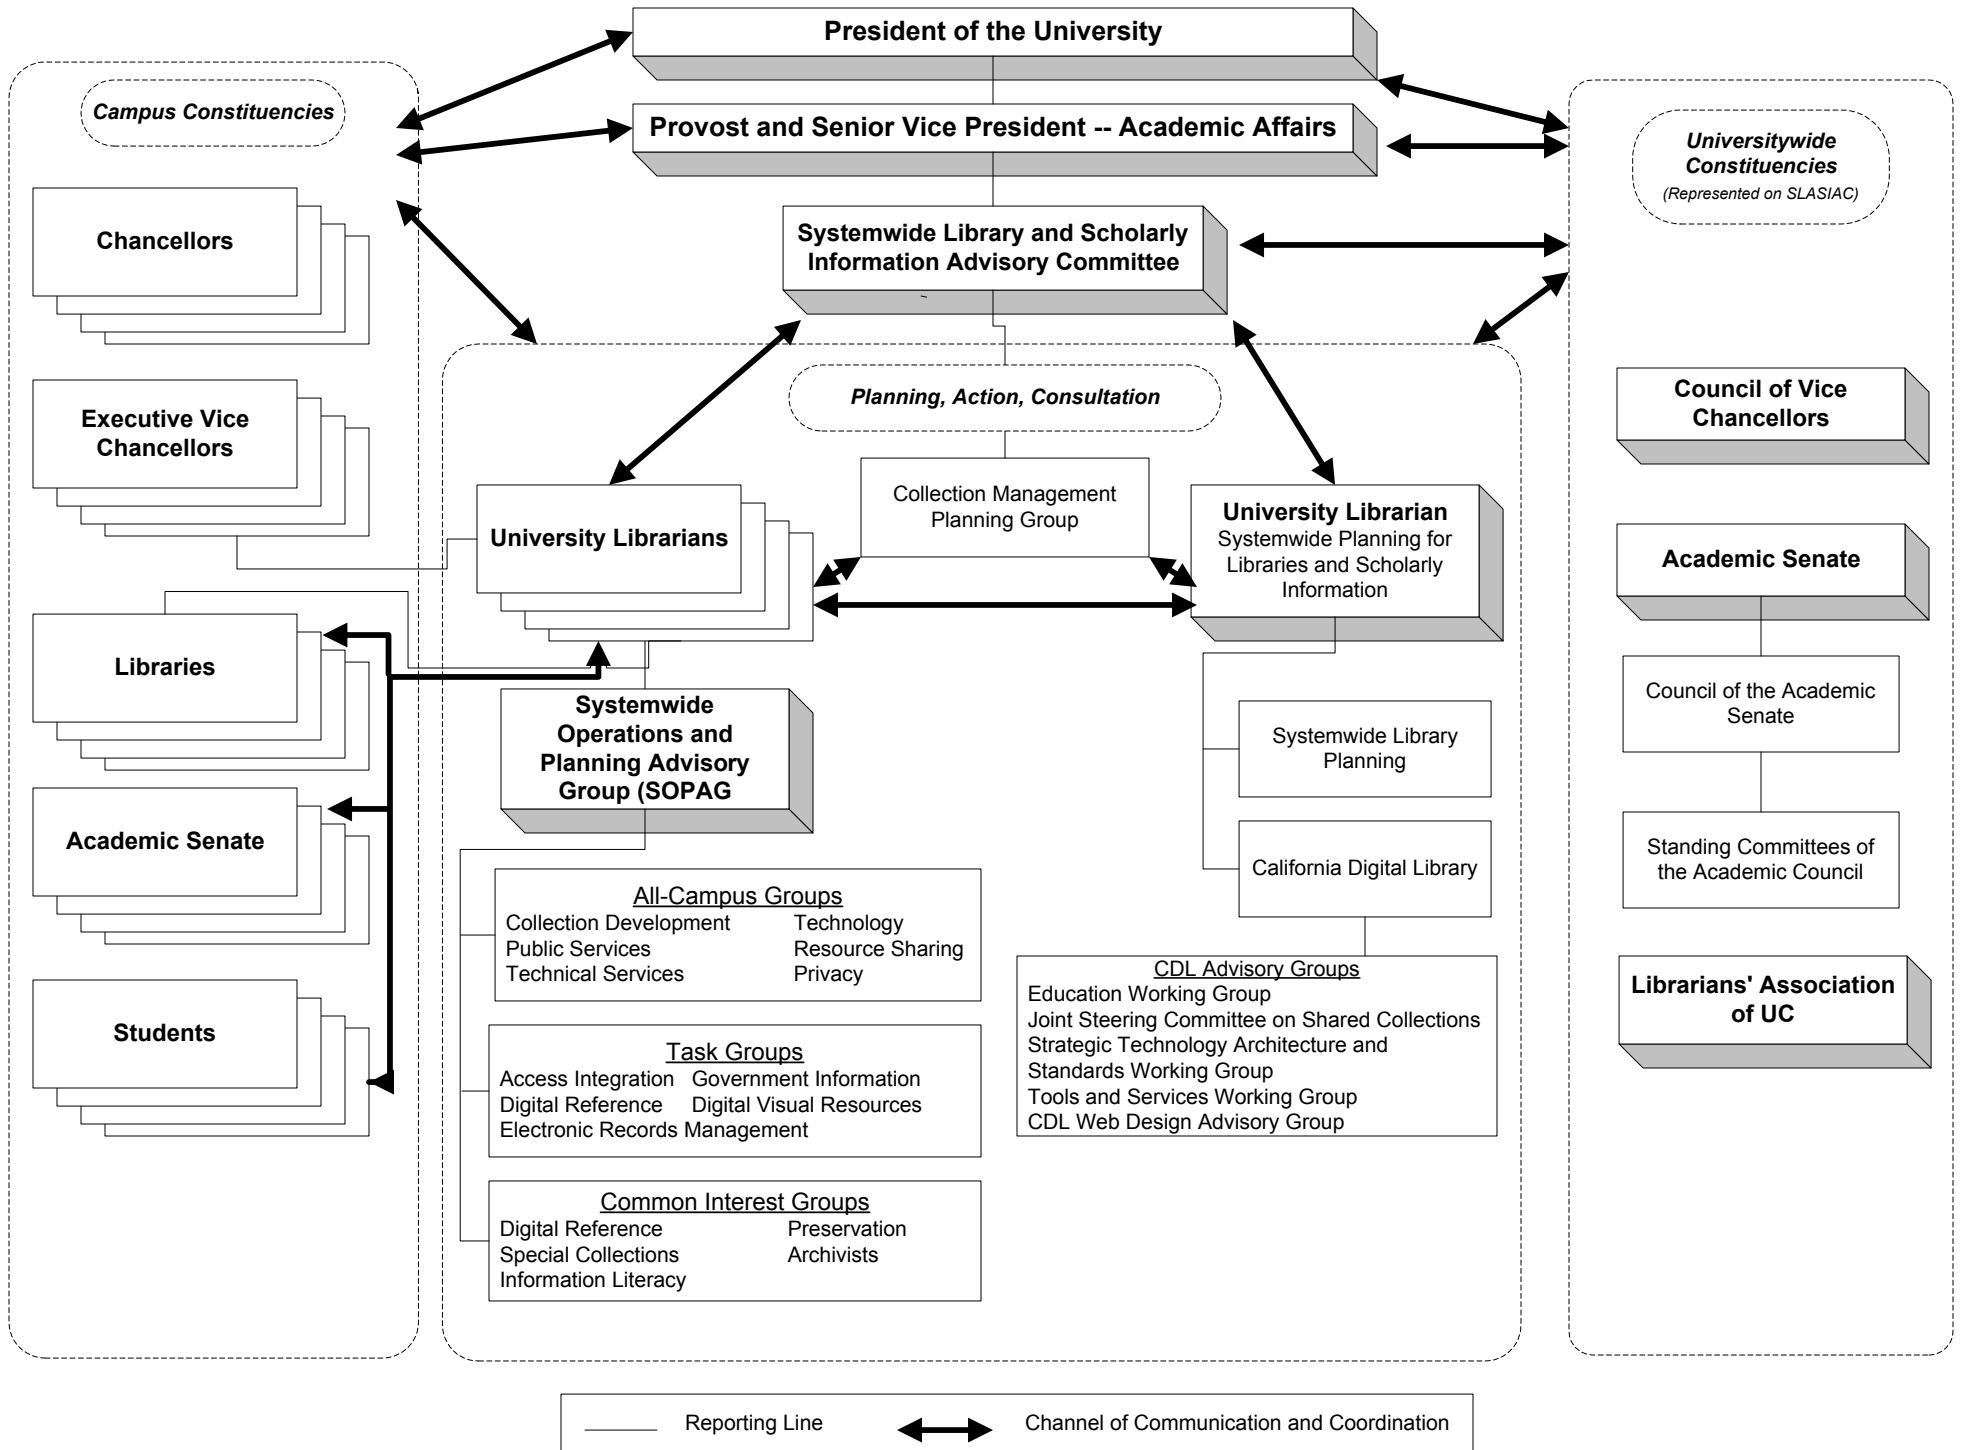 President of the University
Provost and Senior Vice President -- Academic Affairs
Systemwide Library and Scholarly
Information Advisory Committee
Campus Constituencies
Chancellors
Executive Vice
Chancellors
Libraries
Academic Senate
Students
Planning, Action, Consultation
Collection Management
Planning Group
University Librarians
University Librarian
Systemwide Planning for
Libraries and Scholarly
Information
Systemwide
Operations and
Planning Advisory
Group (SOPAG
All-Campus Groups
Collection Development Technology
Public Services Resource Sharing
Technical Services Privacy
Task Groups
Access Integration Government Information
Digital Reference Digital Visual Resources
Electronic Records Management
Common Interest Groups
Digital Reference Preservation
Special Collections Archivists
Information Literacy
Systemwide Library
Planning
California Digital Library
CDL Advisory Groups
Education Working Group
Joint Steering Committee on Shared Collections
Strategic Technology Architecture and
Standards Working Group
Tools and Services Working Group
CDL Web Design Advisory Group
Universitywide
Constituencies
(Represented on SLASIAC)
Council of Vice
Chancellors
Academic Senate
Council of the Academic
Senate
Standing Committees of
the Academic Council
Librarians' Association
of UC
Reporting Line
Channel of Communication and Coordination